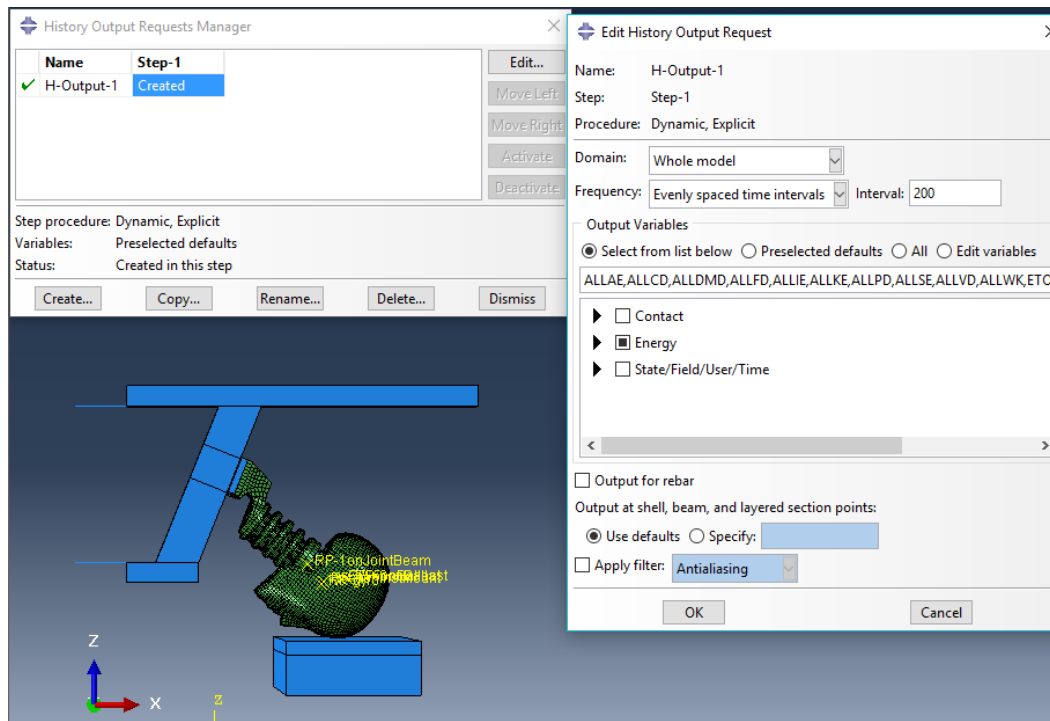 History Output Requests Manager
Name Step-1
H-Output-1 Created
Edit...
Move Left
Move Right
Activate
Deactivate
Step procedure: Dynamic, Explicit
Variables: Preselected defaults
Status: Created in this step
Create... Copy... Rename... Delete... Dismiss
Edit History Output Request
Name: H-Output-1
Step: Step-1
Procedure: Dynamic, Explicit
Domain: Whole model
Frequency: Evenly spaced time intervals Interval: 200
Output Variables
Select from list below Preselected defaults All Edit variables
ALLAE,ALLCD,ALLDMD,ALLFD,ALLIE,ALLKE,ALLPD,ALLSE,ALLVD,ALLWK,ETO
Contact
Energy
State/Field/User/Time
Output for rebar
Output at shell, beam, and layered section points:
Use defaults Specify:
Apply filter: Antialiasing
OK Cancel
RP-1onJointBeam
Z
X
z